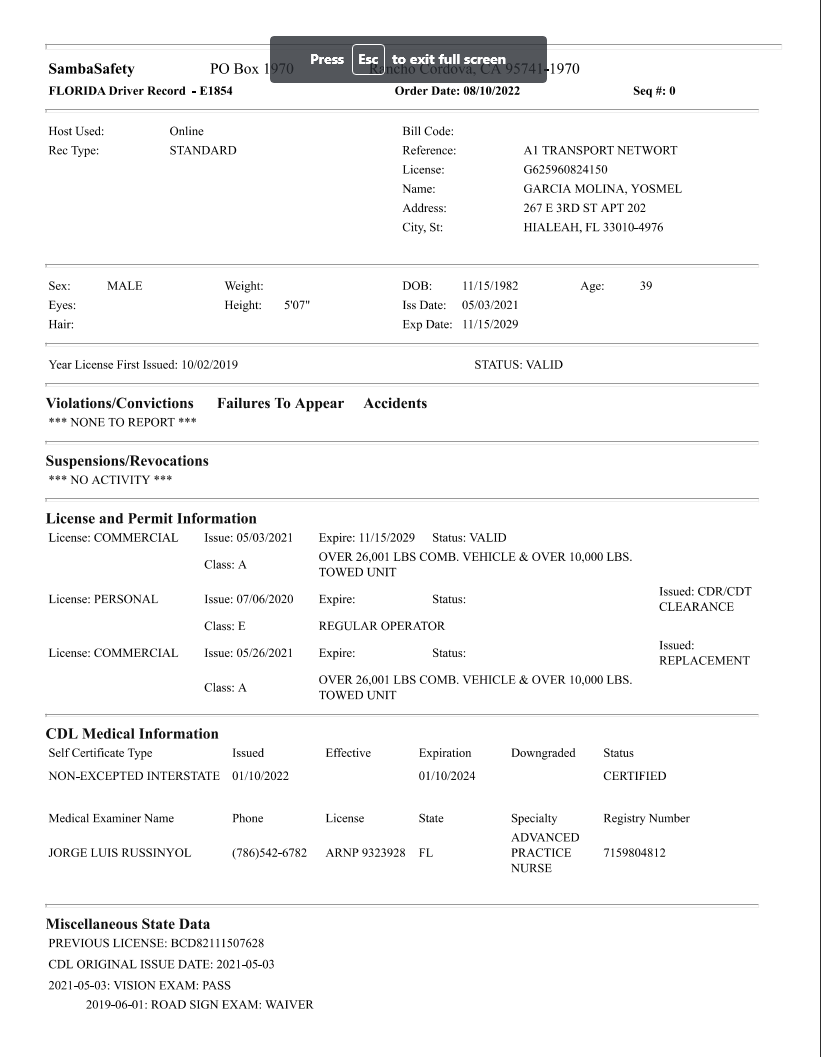 Press Esc to exit full screen
SambaSafety PO Box 1970 Rancho Cordova, CA 95741-1970
FLORIDA Driver Record - E1854 Order Date: 08/10/2022 Seq #: 0
Host Used: Online Bill Code:
Rec Type: STANDARD Reference: A1 TRANSPORT NETWORT
License: G625960824150
Name: GARCIA MOLINA, YOSMEL
Address: 267 E 3RD ST APT 202
City, St: HIALEAH, FL 33010-4976
Sex: MALE Weight: DOB: 11/15/1982 Age: 39
Eyes: Height: 5'07" Iss Date: 05/03/2021
Hair: Exp Date: 11/15/2029
Year License First Issued: 10/02/2019 STATUS: VALID
Violations/Convictions Failures To Appear Accidents
*** NONE TO REPORT ***
Suspensions/Revocations
*** NO ACTIVITY ***
License and Permit Information
License: COMMERCIAL Issue: 05/03/2021 Expire: 11/15/2029 Status: VALID
Class: A OVER 26,001 LBS COMB. VEHICLE & OVER 10,000 LBS.
TOWED UNIT
License: PERSONAL Issue: 07/06/2020 Expire: Status: Issued: CDR/CDT
CLEARANCE
Class: E REGULAR OPERATOR
License: COMMERCIAL Issue: 05/26/2021 Expire: Status: Issued:
REPLACEMENT
Class: A OVER 26,001 LBS COMB. VEHICLE & OVER 10,000 LBS.
TOWED UNIT
CDL Medical Information
Self Certificate Type Issued Effective Expiration Downgraded Status
NON-EXCEPTED INTERSTATE 01/10/2022 01/10/2024 CERTIFIED
Medical Examiner Name Phone License State Specialty Registry Number
JORGE LUIS RUSSINYOL (786)542-6782 ARNP 9323928 FL ADVANCED
PRACTICE
NURSE 7159804812
Miscellaneous State Data
PREVIOUS LICENSE: BCD82111507628
CDL ORIGINAL ISSUE DATE: 2021-05-03
2021-05-03: VISION EXAM: PASS
2019-06-01: ROAD SIGN EXAM: WAIVER